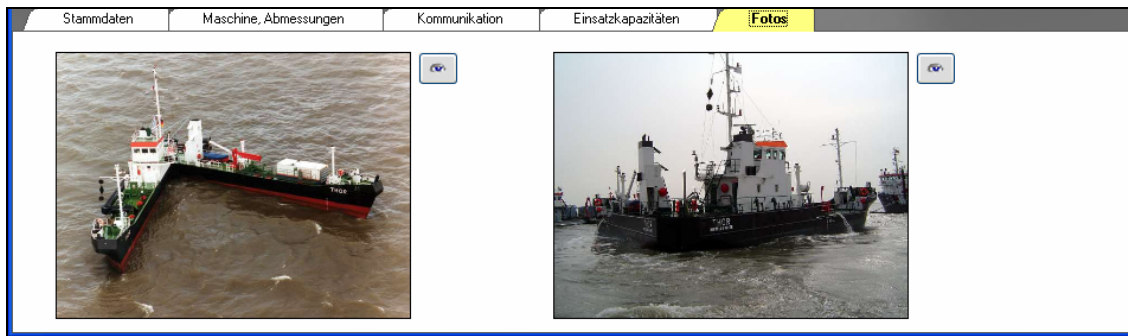 Stammdaten
Maschine, Abmessungen
Kommunikation
Einsatzkapazitäten
Fotos
THOR
THOR